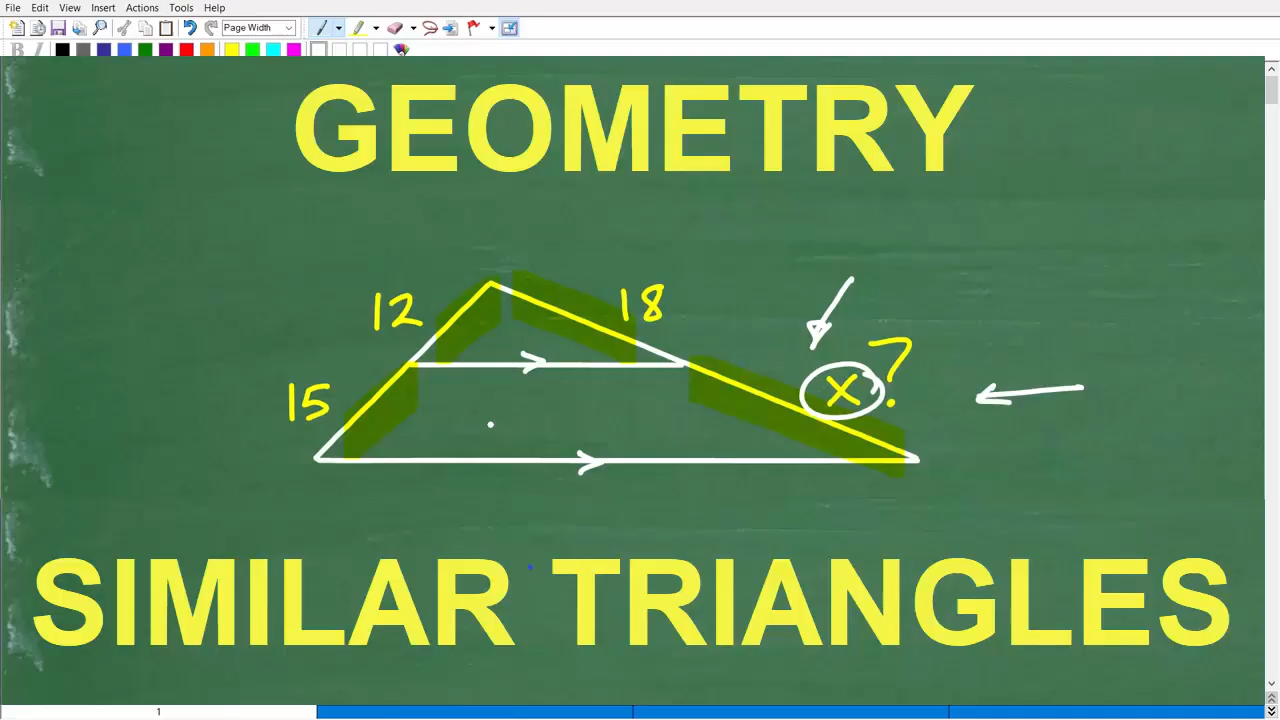 File Edit View Insert Actions Tools Help
Page Width
B I
GEOMETRY
12 18
15 x ?
SIMILAR TRIANGLES
1